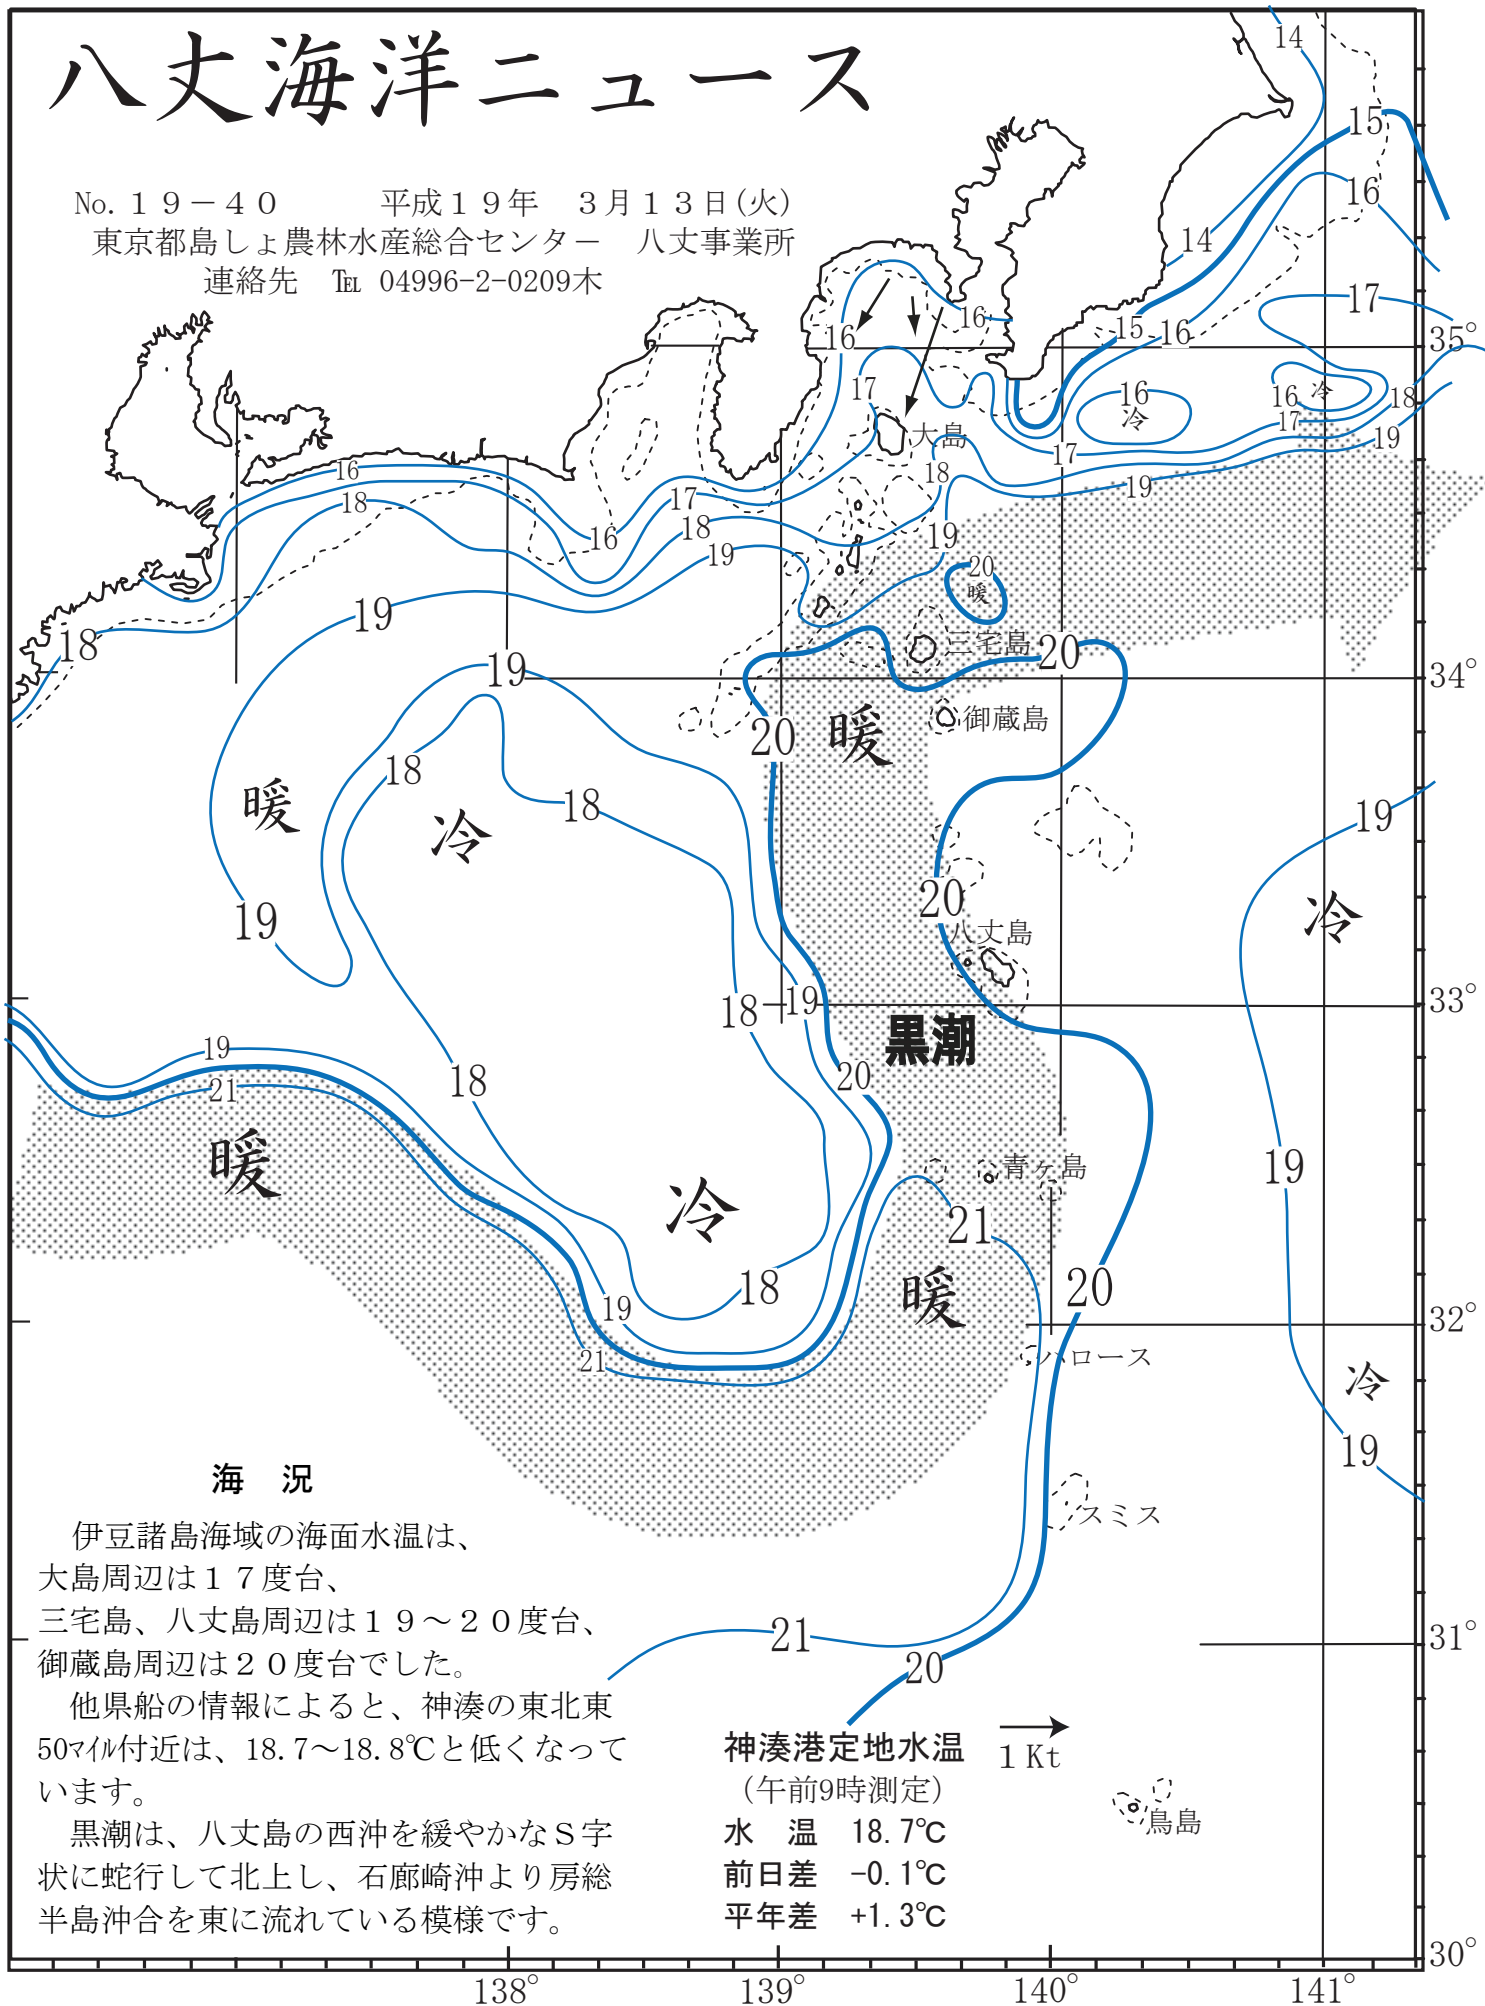 八丈海洋ニュース
No. １９－４０　　　平成１９年　３月１３日(火)
東京都島しょ農林水産総合センター　八丈事業所
連絡先　℡ 04996-2-0209木
14
15
16
14
17
35°
16
16
15
16
17
16
冷
16
冷
17
18
19
大島
17
18
19
16
18
17
16
18
19
19
20
暖
三宅島
20
19
18
19
34°
御蔵島
20
暖
18
18
暖
冷
19
19
20
冷
八丈島
18
19
33°
黒潮
19
21
18
20
暖
青ヶ島
19
冷
21
18
暖
20
19
32°
21
ハロース
冷
19
スミス
21
20
31°
海　況
伊豆諸島海域の海面水温は、
大島周辺は１７度台、
三宅島、八丈島周辺は１９～２０度台、
御蔵島周辺は２０度台でした。
他県船の情報によると、神湊の東北東
50ﾏｲﾙ付近は、18.7～18.8℃と低くなって
います。
黒潮は、八丈島の西沖を緩やかなＳ字
状に蛇行して北上し、石廊崎沖より房総
半島沖合を東に流れている模様です。
神湊港定地水温
（午前9時測定）
水　温　18.7℃
前日差　-0.1℃
平年差　+1.3℃
1 Kt
鳥島
30°
138°
139°
140°
141°